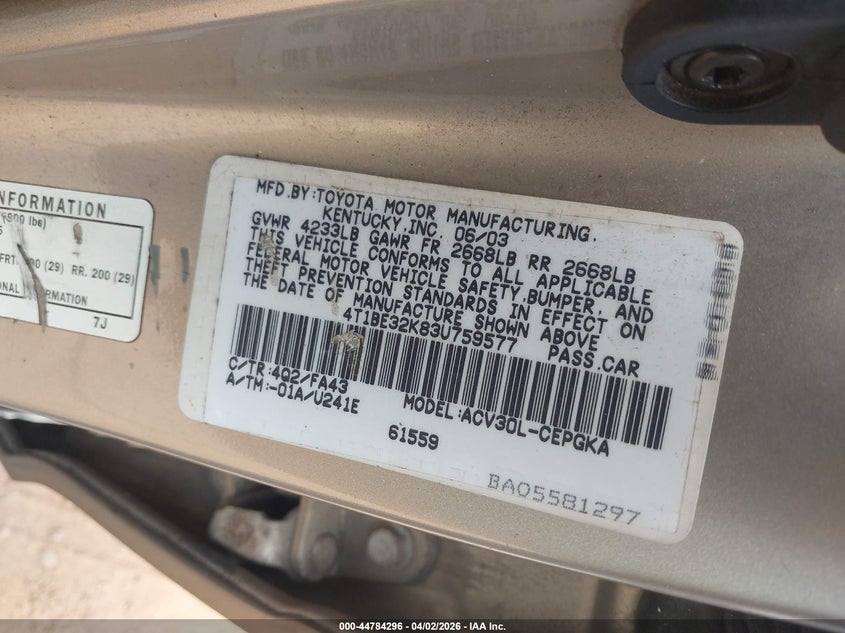 NFORMATION
FRT. RR. 200 (29)
ONAL INFORMATION
7J
MFD.BY:TOYOTA MOTOR MANUFACTURING,
KENTUCKY,INC. 06/03
GVWR 4233LB GAWR FR 2668LB RR 2668LB
THIS VEHICLE CONFORMS TO ALL APPLICABLE
FEDERAL MOTOR VEHICLE SAFETY,BUMPER, AND
THEFT PREVENTION STANDARDS IN EFFECT ON
THE DATE OF MANUFACTURE SHOWN ABOVE
4T1BE32K83U759577 PASS.CAR
C/TR:4Q2/FA43
A/TM:-01A/U241E MODEL:ACV30L-CEPGKA
61559
BA05581297
000-44784296 - 04/02/2026 - IAA Inc.